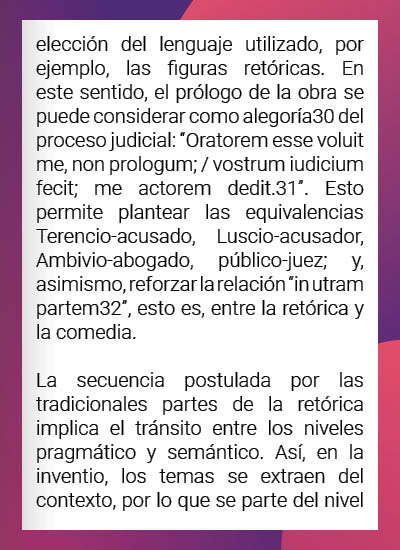 elección del lenguaje utilizado, por
ejemplo, las figuras retóricas. En
este sentido, el prólogo de la obra se
puede considerar como alegoría30 del
proceso judicial: “Oratorem esse voluit
me, non prologum; / vostrum iudicium
fecit; me actorem dedit.31”. Esto
permite plantear las equivalencias
Terencio-acusado, Luscio-acusador,
Ambivio-abogado, público-juez; y,
asimismo, reforzar la relación “in utram
partem32”, esto es, entre la retórica y
la comedia.

La secuencia postulada por las
tradicionales partes de la retórica
implica el tránsito entre los niveles
pragmático y semántico. Así, en la
inventio, los temas se extraen del
contexto, por lo que se parte del nivel